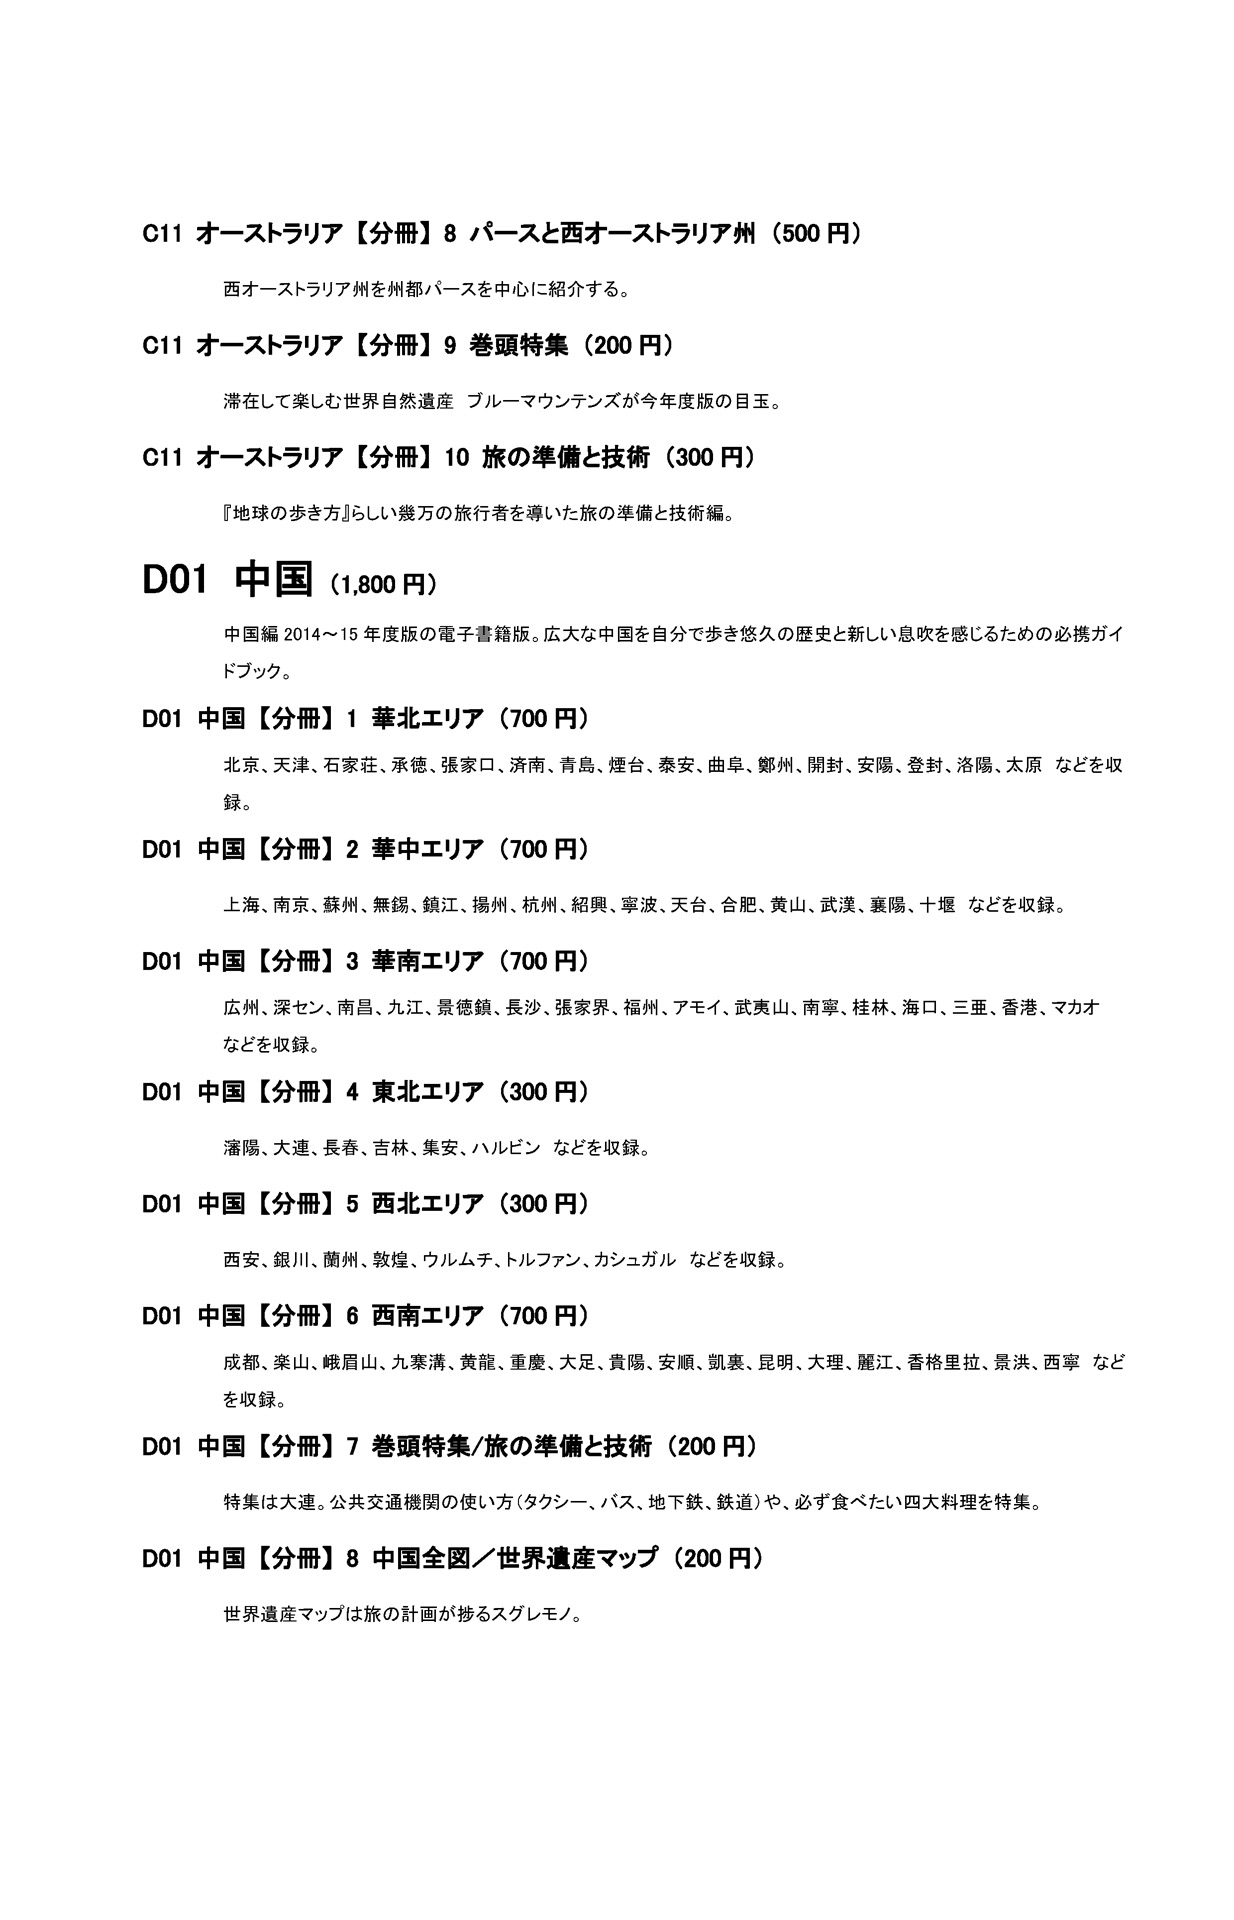 C11 オーストラリア【分冊】8 パースと西オーストラリア州（500 円）
西オーストラリア州を州都パースを中心に紹介する。
C11 オーストラリア【分冊】9 巻頭特集（200 円）
滞在して楽しむ世界自然遺産　ブルーマウンテンズが今年度版の目玉。
C11 オーストラリア【分冊】10 旅の準備と技術（300 円）
『地球の歩き方』らしい幾万の旅行者を導いた旅の準備と技術編。
D01 中国（1,800 円）
中国編 2014～15 年度版の電子書籍版。広大な中国を自分で歩き悠久の歴史と新しい息吹を感じるための必携ガイ
ドブック。
D01 中国【分冊】1 華北エリア（700 円）
北京、天津、石家荘、承徳、張家口、済南、青島、煙台、泰安、曲阜、鄭州、開封、安陽、登封、洛陽、太原　などを収
録。
D01 中国【分冊】2 華中エリア（700 円）
上海、南京、蘇州、無錫、鎮江、揚州、杭州、紹興、寧波、天台、合肥、黄山、武漢、襄陽、十堰　などを収録。
D01 中国【分冊】3 華南エリア（700 円）
広州、深セン、南昌、九江、景徳鎮、長沙、張家界、福州、アモイ、武夷山、南寧、桂林、海口、三亜、香港、マカオ
などを収録。
D01 中国【分冊】4 東北エリア（300 円）
瀋陽、大連、長春、吉林、集安、ハルビン　などを収録。
D01 中国【分冊】5 西北エリア（300 円）
西安、銀川、蘭州、敦煌、ウルムチ、トルファン、カシュガル　などを収録。
D01 中国【分冊】6 西南エリア（700 円）
成都、楽山、峨眉山、九寨溝、黄龍、重慶、大足、貴陽、安順、凱裏、昆明、大理、麗江、香格里拉、景洪、西寧　など
を収録。
D01 中国【分冊】7 巻頭特集/旅の準備と技術（200 円）
特集は大連。公共交通機関の使い方（タクシー、バス、地下鉄、鉄道）や、必ず食べたい四大料理を特集。
D01 中国【分冊】8 中国全図／世界遺産マップ（200 円）
世界遺産マップは旅の計画が捗るスグレモノ。